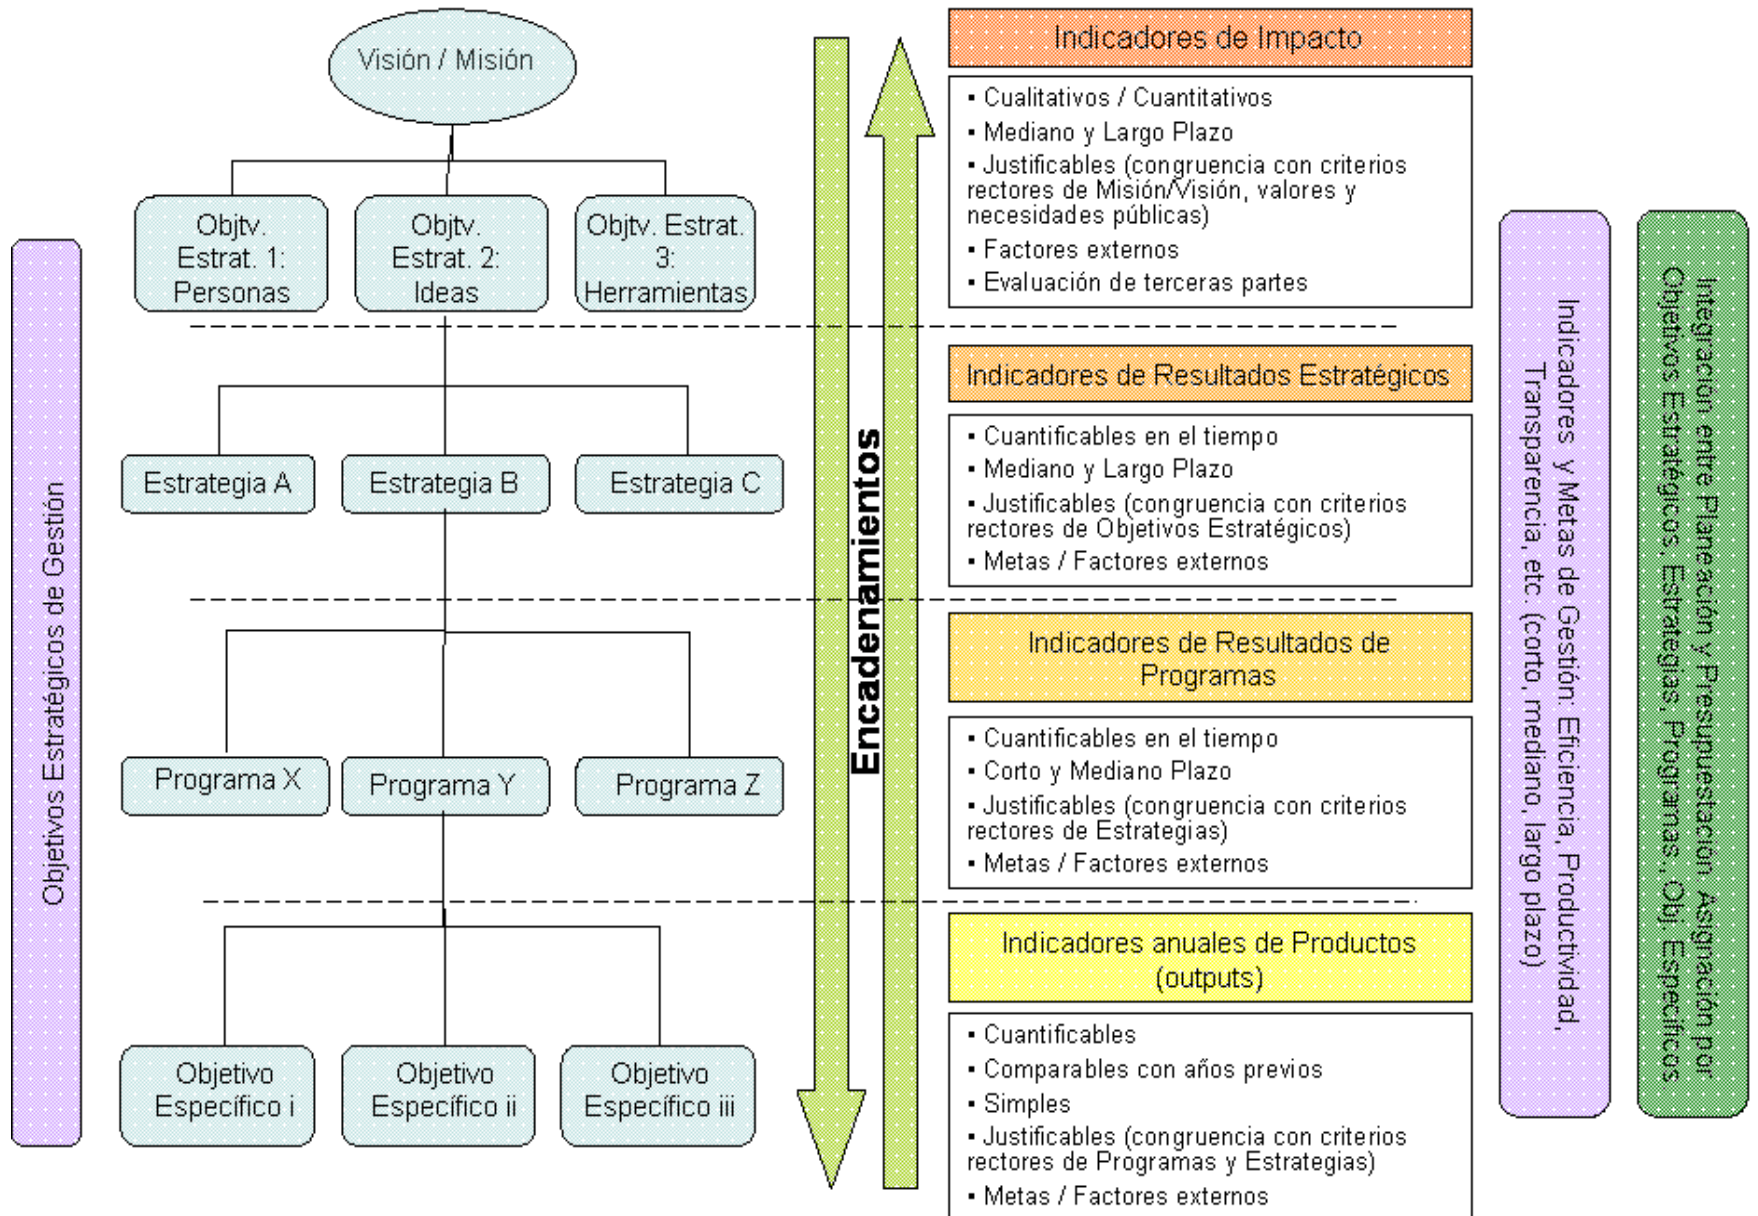 Visión / Misión
Objtv.
Estrat. 1:
Personas
Objtv.
Estrat. 2:
Ideas
Objtv. Estrat.
3:
Herramientas
Estrategia A
Estrategia B
Estrategia C
Programa X
Programa Y
Programa Z
Objetivo
Específico i
Objetivo
Específico ii
Objetivo
Específico iii
Objetivos Estratégicos de Gestión
Encadenamientos
Indicadores de Impacto
▪ Cualitativos / Cuantitativos
▪ Mediano y Largo Plazo
▪ Justificables (congruencia con criterios
rectores de Misión/Visión, valores y
necesidades públicas)
▪ Factores externos
▪ Evaluación de terceras partes
Indicadores de Resultados Estratégicos
▪ Cuantificables en el tiempo
▪ Mediano y Largo Plazo
▪ Justificables (congruencia con criterios
rectores de Objetivos Estratégicos)
▪ Metas / Factores externos
Indicadores de Resultados de
Programas
▪ Cuantificables en el tiempo
▪ Corto y Mediano Plazo
▪ Justificables (congruencia con criterios
rectores de Estrategias)
▪ Metas / Factores externos
Indicadores anuales de Productos
(outputs)
▪ Cuantificables
▪ Comparables con años previos
▪ Simples
▪ Justificables (congruencia con criterios
rectores de Programas y Estrategias)
▪ Metas / Factores externos
Indicadores y Metas de Gestión: Eficiencia, Productividad,
Transparencia, etc. (corto, mediano, largo plazo)
Integración entre Planeación y Presupuestación: Asignación por
Objetivos Estratégicos, Estrategias, Programas, Obj. Específicos